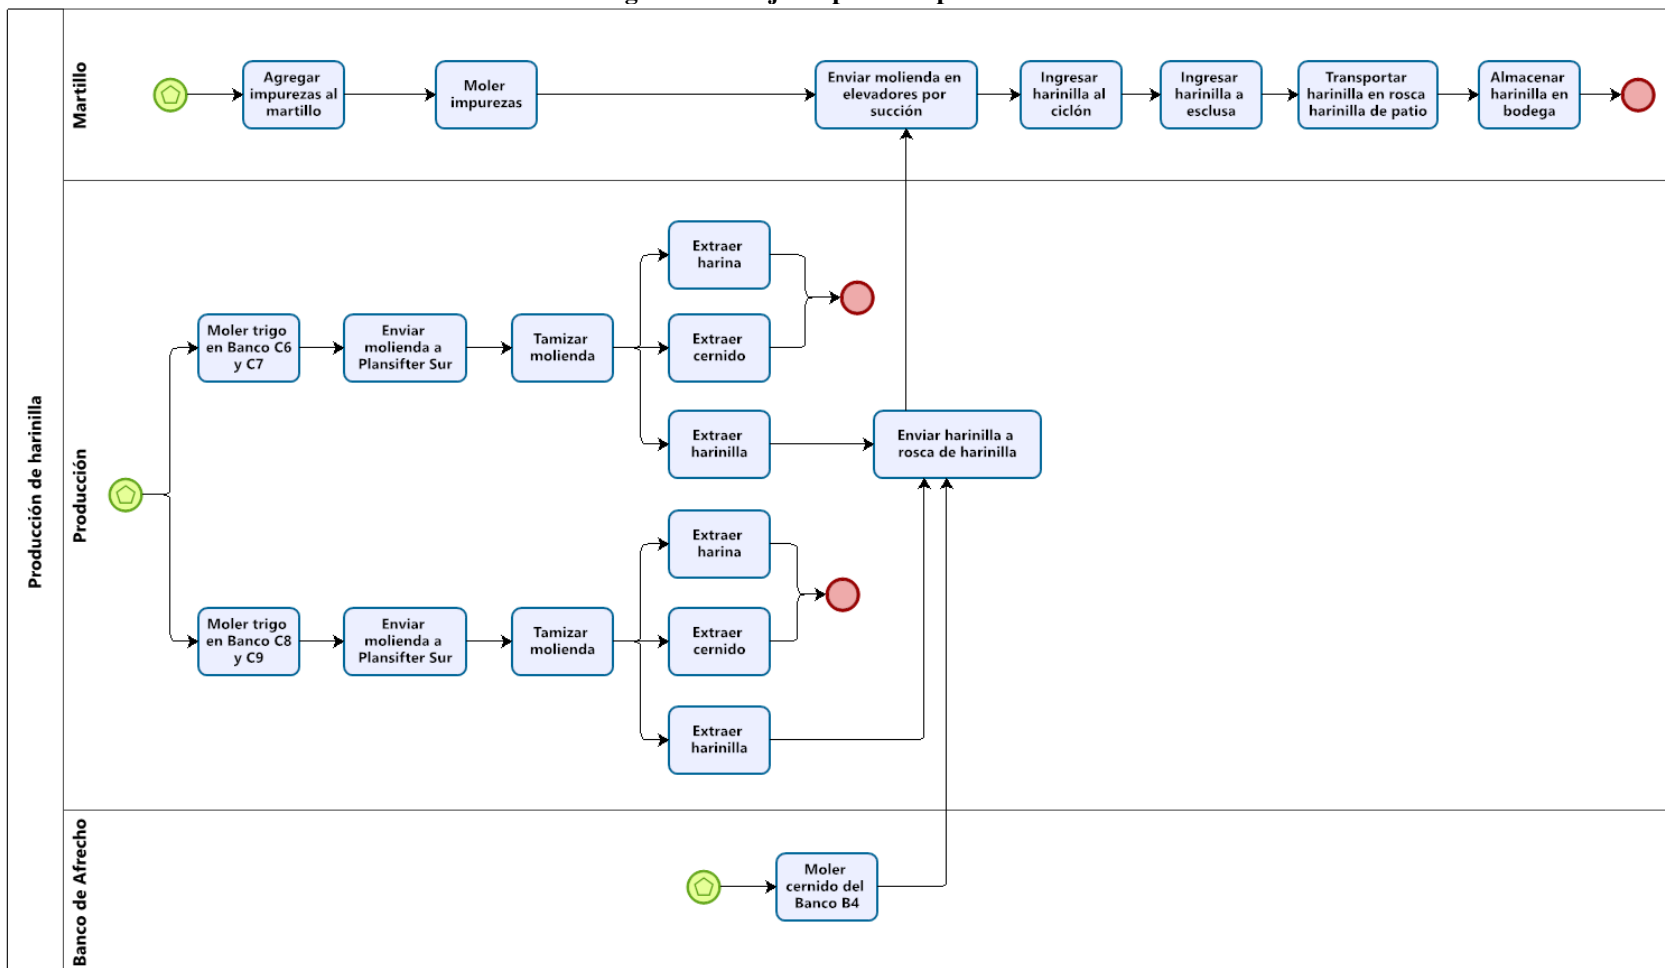 Producción de harinilla
Martillo
Agregar
impurezas al
martillo
Moler
impurezas
Enviar molienda en
elevadores por
succión
Ingresar
harinilla al
ciclón
Ingresar
harinilla a
esclusa
Transportar
harinilla en rosca
harinilla de patio
Almacenar
harinilla en
bodega
Producción
Moler trigo
en Banco C6
y C7
Enviar
molienda a
Plansifter Sur
Tamizar
molienda
Extraer
harina
Extraer
cernido
Extraer
harinilla
Enviar harinilla a
rosca de harinilla
Moler trigo
en Banco C8
y C9
Enviar
molienda a
Plansifter Sur
Tamizar
molienda
Extraer
harina
Extraer
cernido
Extraer
harinilla
Banco de Afrecho
Moler
cernido del
Banco B4